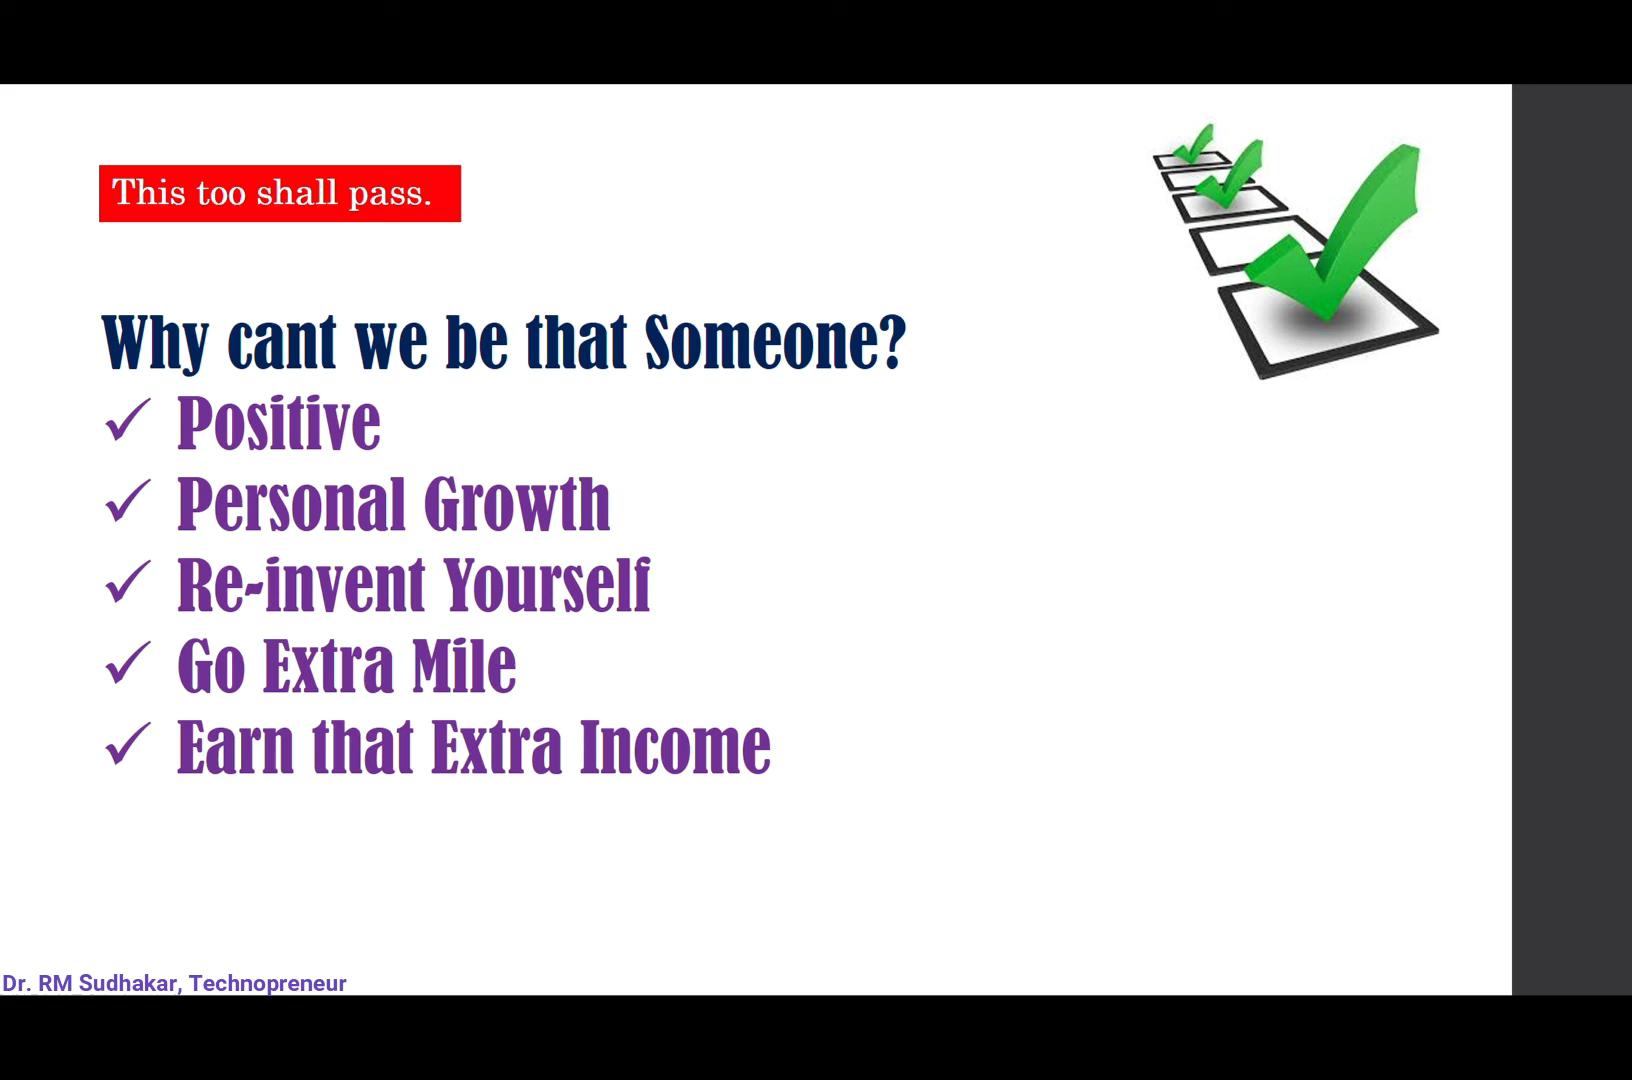 This too shall pass.
Why cant we be that Someone?
✓ Positive
✓ Personal Growth
✓ Re-invent Yourself
✓ Go Extra Mile
✓ Earn that Extra Income
Dr. RM Sudhakar, Technopreneur